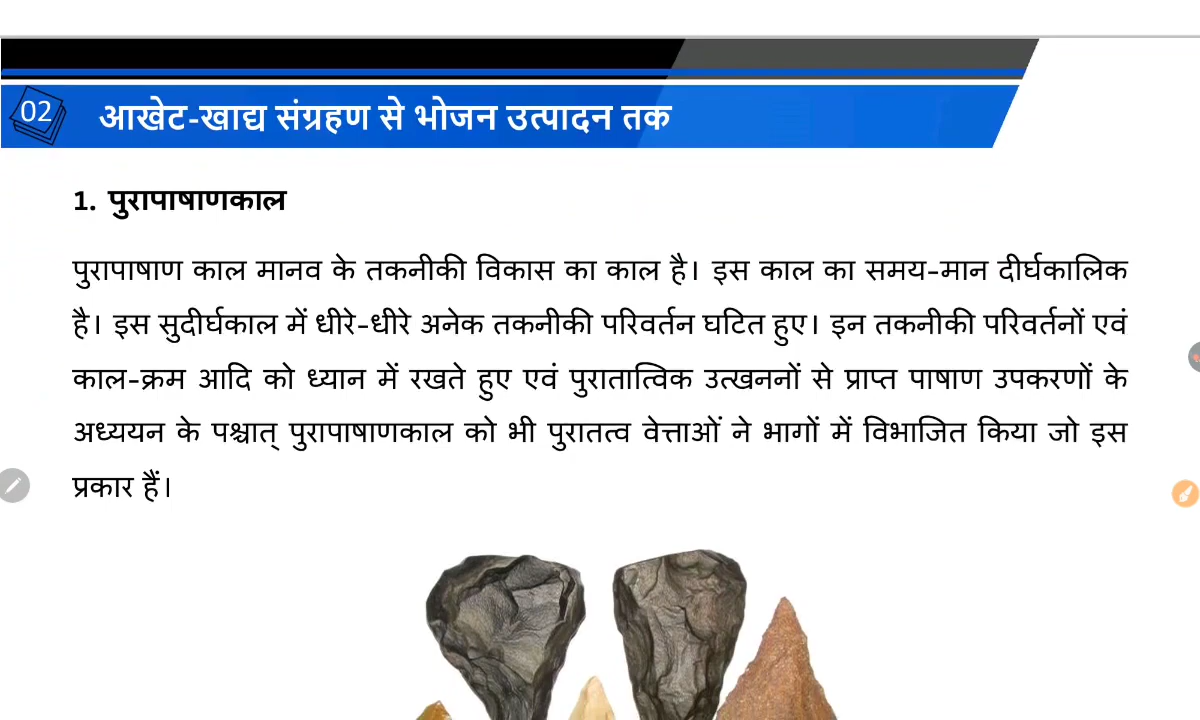 02
आखेट-खाद्य संग्रहण से भोजन उत्पादन तक
1. पुरापाषाणकाल
पुरापाषाण काल मानव के तकनीकी विकास का काल है। इस काल का समय-मान दीर्घकालिक
है। इस सुदीर्घकाल में धीरे-धीरे अनेक तकनीकी परिवर्तन घटित हुए। इन तकनीकी परिवर्तनों एवं
काल-क्रम आदि को ध्यान में रखते हुए एवं पुरातात्विक उत्खननों से प्राप्त पाषाण उपकरणों के
अध्ययन के पश्चात् पुरापाषाणकाल को भी पुरातत्व वेत्ताओं ने भागों में विभाजित किया जो इस
प्रकार हैं।